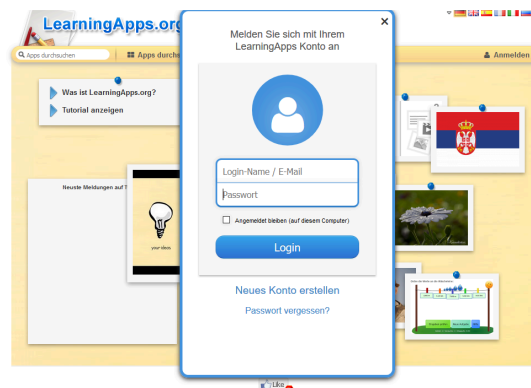 LearningApps.org
Apps durchsuchen
Apps durchs
Anmelden
Was ist LearningApps.org?
Tutorial anzeigen
Neuste Meldungen auf T
your ideas
Melden Sie sich mit Ihrem
LearningApps Konto an
Login-Name / E-Mail
Passwort
Angemeldet bleiben (auf diesem Computer)
Login
Neues Konto erstellen
Passwort vergessen?
Like